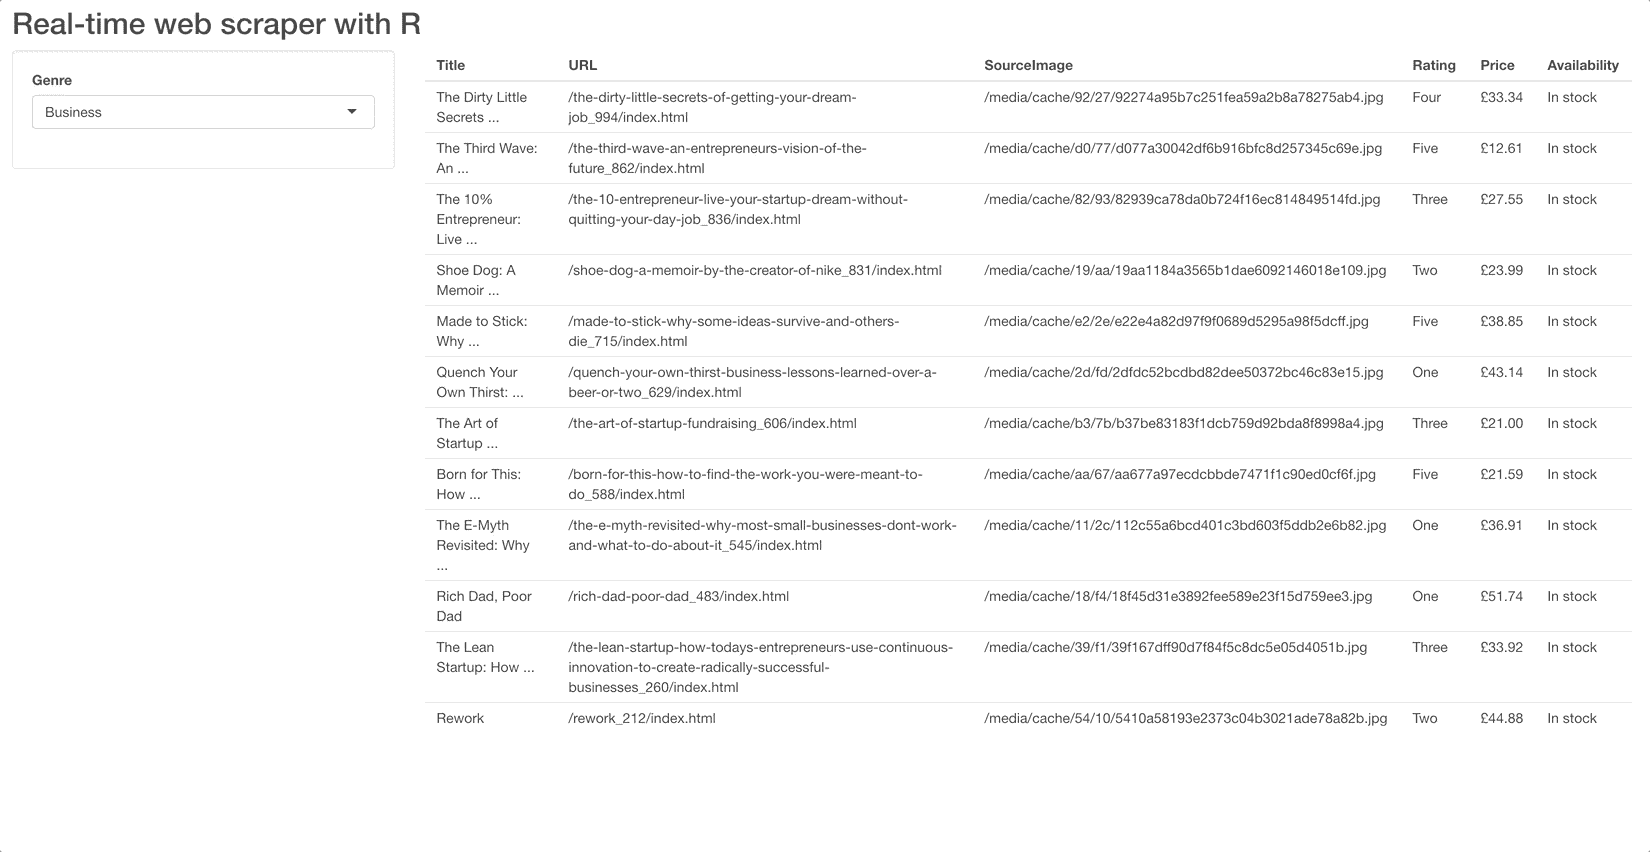 Real-time web scraper with R
Genre
Business
Title URL SourceImage Rating Price Availability
The Dirty Little /the-dirty-little-secrets-of-getting-your-dream- /media/cache/92/27/92274a95b7c251fea59a2b8a78275ab4.jpg Four £33.34 In stock
Secrets ... job_994/index.html
The Third Wave: /the-third-wave-an-entrepreneurs-vision-of-the- /media/cache/d0/77/d077a30042df6b916bfc8d257345c69e.jpg Five £12.61 In stock
An ... future_862/index.html
The 10% /the-10-entrepreneur-live-your-startup-dream-without- /media/cache/82/93/82939ca78da0b724f16ec814849514fd.jpg Three £27.55 In stock
Entrepreneur: quitting-your-day-job_836/index.html
Live ...
Shoe Dog: A /shoe-dog-a-memoir-by-the-creator-of-nike_831/index.html /media/cache/19/aa/19aa1184a3565b1dae6092146018e109.jpg Two £23.99 In stock
Memoir ...
Made to Stick: /made-to-stick-why-some-ideas-survive-and-others- /media/cache/e2/2e/e22e4a82d97f9f0689d5295a98f5dcff.jpg Five £38.85 In stock
Why ... die_715/index.html
Quench Your /quench-your-own-thirst-business-lessons-learned-over-a- /media/cache/2d/fd/2dfdc52bcdbd82dee50372bc46c83e15.jpg One £43.14 In stock
Own Thirst: ... beer-or-two_629/index.html
The Art of /the-art-of-startup-fundraising_606/index.html /media/cache/b3/7b/b37be83183f1dcb759d92bda8f8998a4.jpg Three £21.00 In stock
Startup ...
Born for This: /born-for-this-how-to-find-the-work-you-were-meant-to- /media/cache/aa/67/aa677a97ecdcbbde7471f1c90ed0cf6f.jpg Five £21.59 In stock
How ... do_588/index.html
The E-Myth /the-e-myth-revisited-why-most-small-businesses-dont-work- /media/cache/11/2c/112c55a6bcd401c3bd603f5ddb2e6b82.jpg One £36.91 In stock
Revisited: Why and-what-to-do-about-it_545/index.html
...
Rich Dad, Poor /rich-dad-poor-dad_483/index.html /media/cache/18/f4/18f45d31e3892fee589e23f15d759ee3.jpg One £51.74 In stock
Dad
The Lean /the-lean-startup-how-todays-entrepreneurs-use-continuous- /media/cache/39/f1/39f167dff90d7f84f5c8dc5e05d4051b.jpg Three £33.92 In stock
Startup: How ... innovation-to-create-radically-successful-
businesses_260/index.html
Rework /rework_212/index.html /media/cache/54/10/5410a58193e2373c04b3021ade78a82b.jpg Two £44.88 In stock